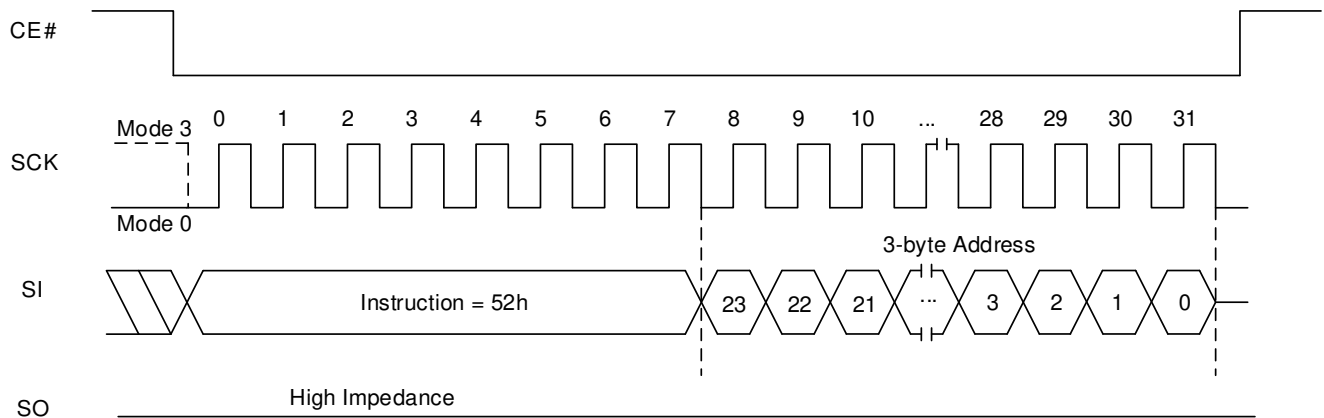 CE#
0 1 2 3 4 5 6 7 8 9 10 ... 28 29 30 31
Mode 3
SCK
Mode 0
3-byte Address
SI
Instruction = 52h
23 22 21 ... 3 2 1 0
High Impedance
SO